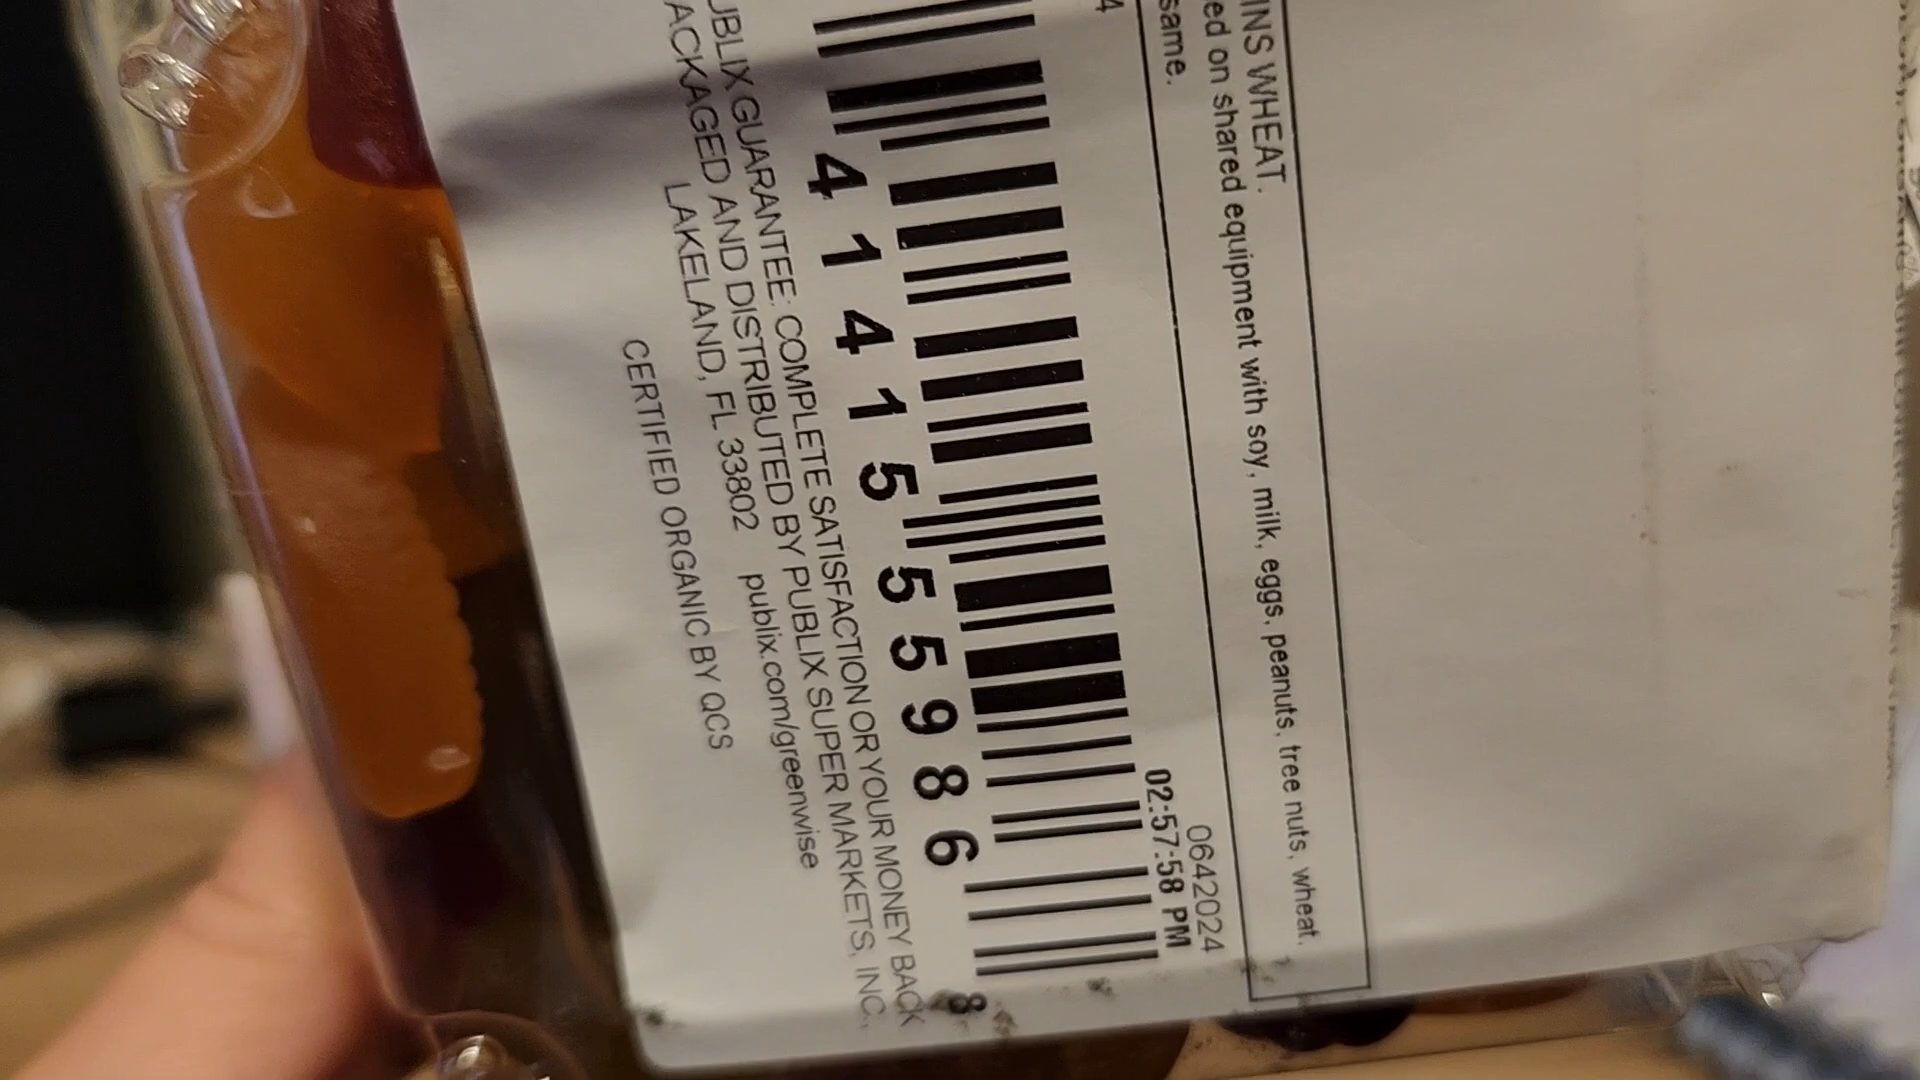 INS WHEAT.
ed on shared equipment with soy, milk, eggs, peanuts, tree nuts, wheat.
same.
4
0642024
02:57:58 PM
4 1 4 1 5 5 5 9 8 6 8
UBLIX GUARANTEE: COMPLETE SATISFACTION OR YOUR MONEY BACK
ACKAGED AND DISTRIBUTED BY PUBLIX SUPER MARKETS, INC.,
LAKELAND, FL 33802 publix.com/greenwise
CERTIFIED ORGANIC BY QCS